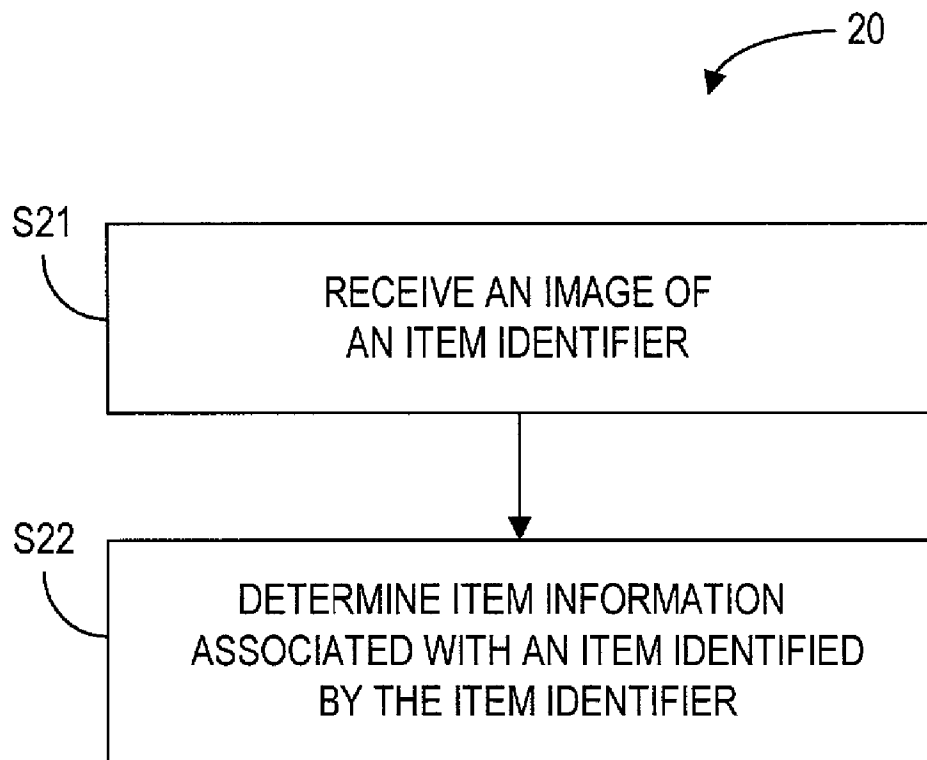 20
S21
RECEIVE AN IMAGE OF
AN ITEM IDENTIFIER
S22
DETERMINE ITEM INFORMATION
ASSOCIATED WITH AN ITEM IDENTIFIED
BY THE ITEM IDENTIFIER